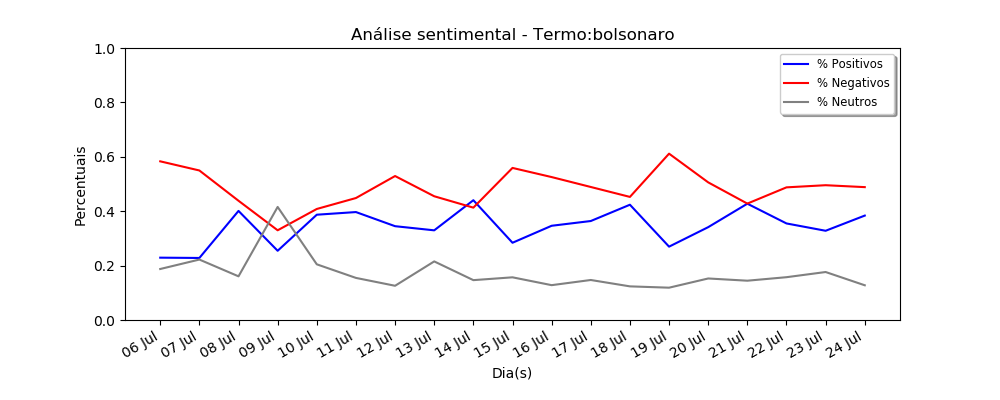 Análise sentimental - Termo:bolsonaro
% Positivos
% Negativos
% Neutros
Percentuais
1.0
0.8
0.6
0.4
0.2
0.0
06 Jul 07 Jul 08 Jul 09 Jul 10 Jul 11 Jul 12 Jul 13 Jul 14 Jul 15 Jul 16 Jul 17 Jul 18 Jul 19 Jul 20 Jul 21 Jul 22 Jul 23 Jul 24 Jul
Dia(s)